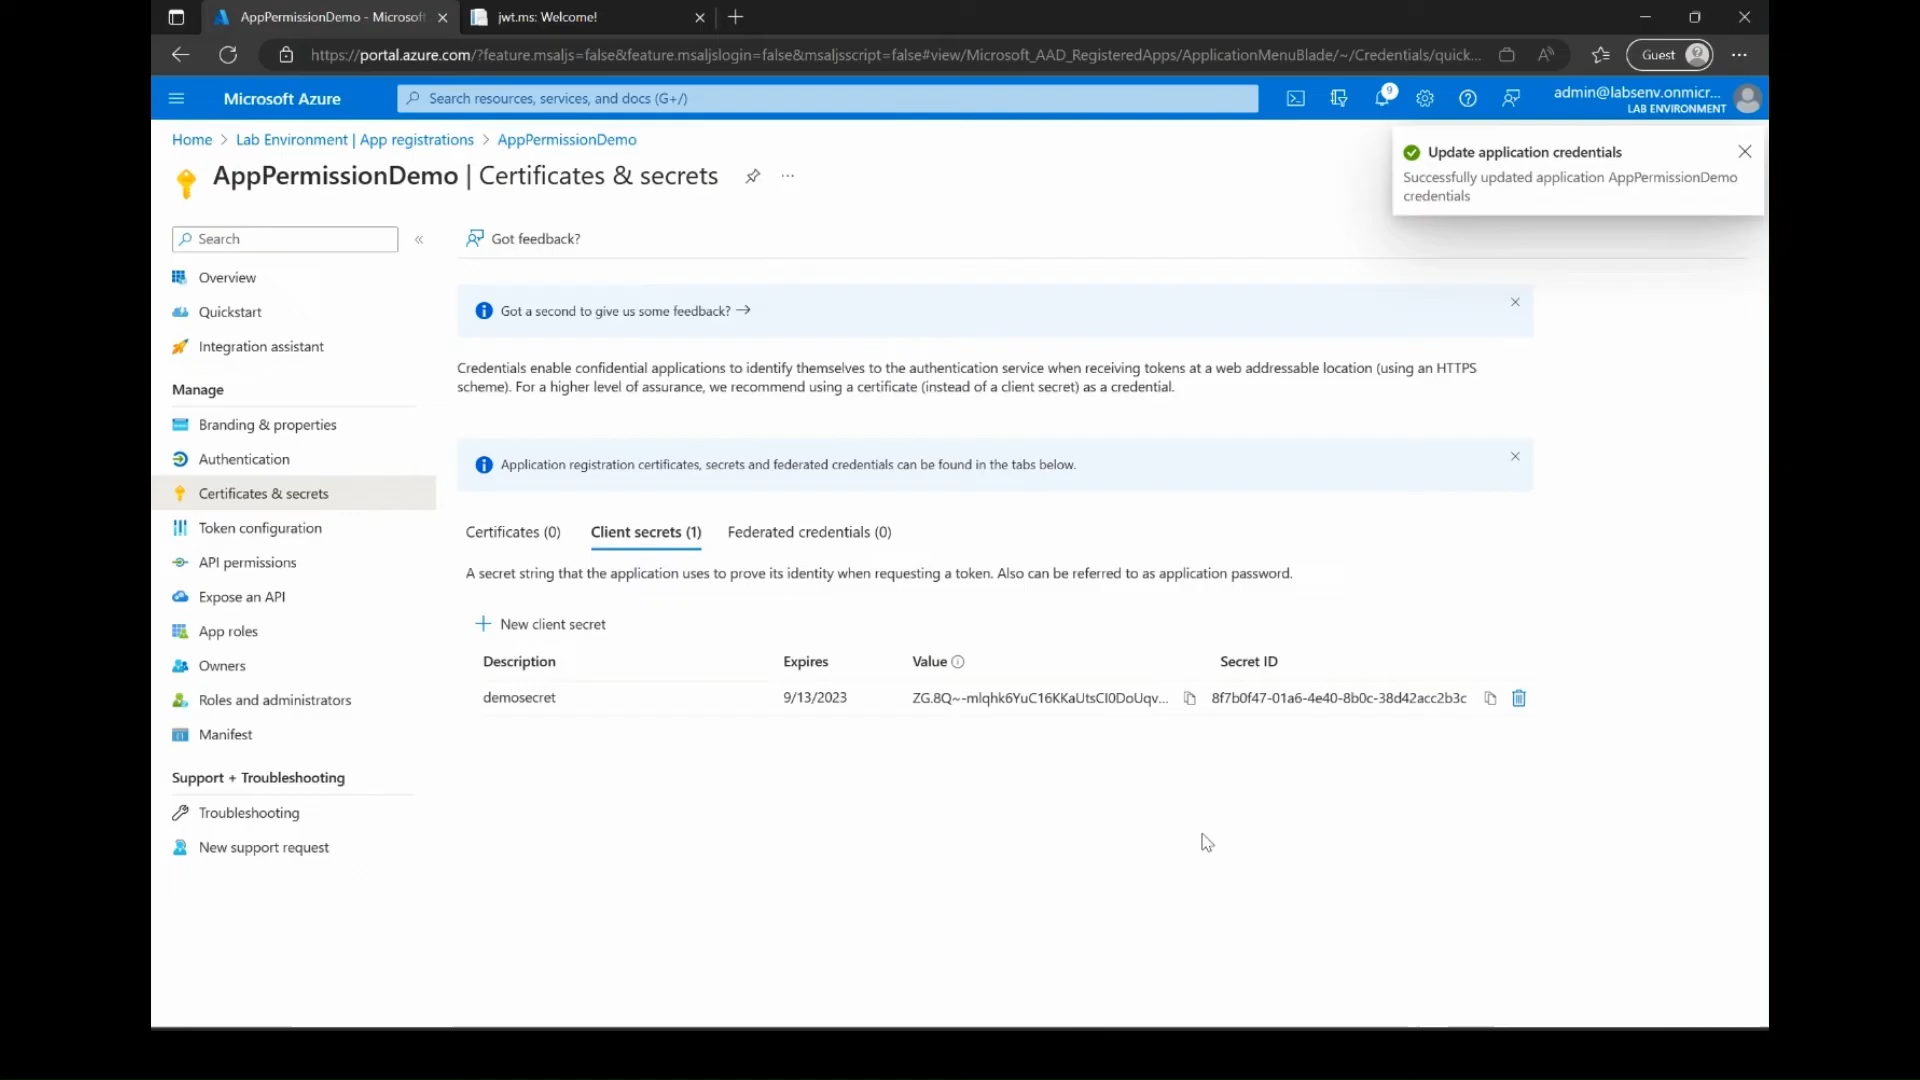 AppPermissionDemo - Microsoft
jwt.ms: Welcome!
https://portal.azure.com/?feature.msaljs=false&feature.msaljslogin=false&msaljsscript=false#view/Microsoft_AAD_RegisteredApps/ApplicationMenuBlade/~/Credentials/quick...
Guest
Microsoft Azure
Search resources, services, and docs (G+/)
9
admin@labsenv.onmicr...
LAB ENVIRONMENT
Home > Lab Environment | App registrations > AppPermissionDemo
AppPermissionDemo | Certificates & secrets
Update application credentials
Successfully updated application AppPermissionDemo
credentials
Search
Got feedback?
Overview
Quickstart
Integration assistant
Manage
Branding & properties
Authentication
Certificates & secrets
Token configuration
API permissions
Expose an API
App roles
Owners
Roles and administrators
Manifest
Support + Troubleshooting
Troubleshooting
New support request
Got a second to give us some feedback?
Credentials enable confidential applications to identify themselves to the authentication service when receiving tokens at a web addressable location (using an HTTPS
scheme). For a higher level of assurance, we recommend using a certificate (instead of a client secret) as a credential.
Application registration certificates, secrets and federated credentials can be found in the tabs below.
Certificates (0) Client secrets (1) Federated credentials (0)
A secret string that the application uses to prove its identity when requesting a token. Also can be referred to as application password.
New client secret
Description Expires Value Secret ID
demosecret 9/13/2023 ZG.8Q~-mlqhk6YuC16KKaUtsCI0DoUqv... 8f7b0f47-01a6-4e40-8b0c-38d42acc2b3c